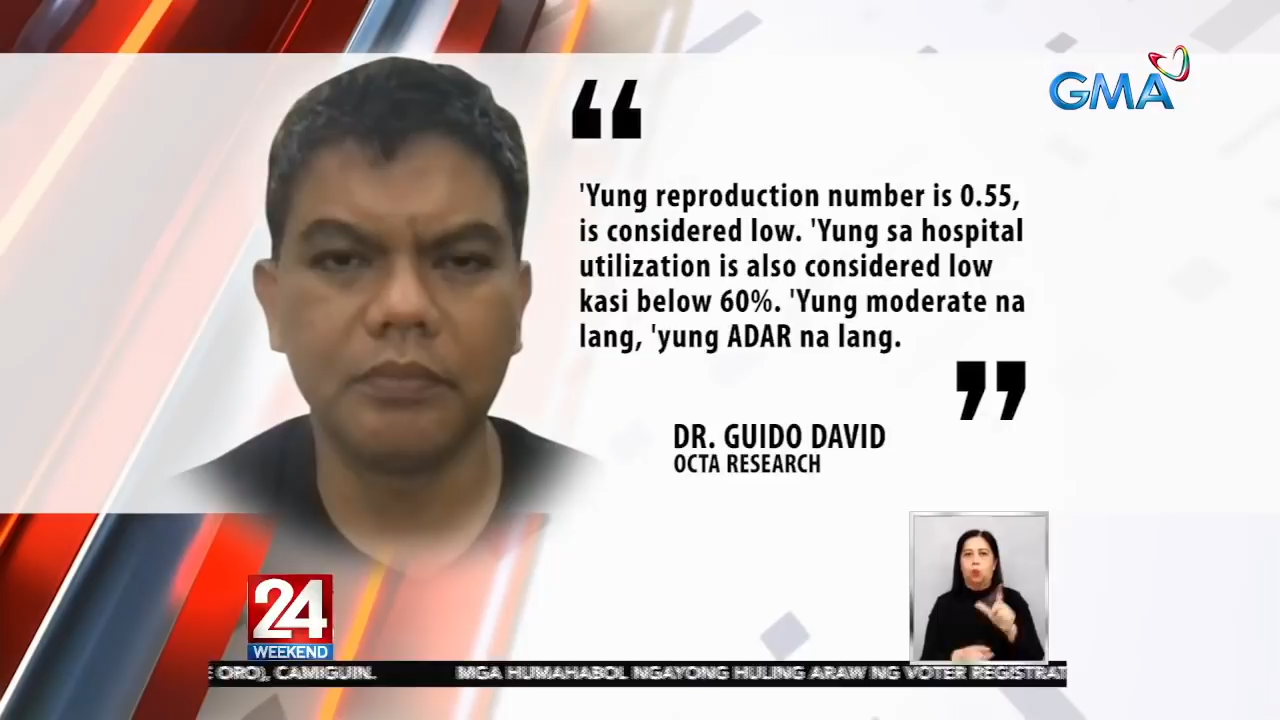 GMA
“
'Yung reproduction number is 0.55,
is considered low. 'Yung sa hospital
utilization is also considered low
kasi below 60%. 'Yung moderate na
lang, 'yung ADAR na lang.
”
DR. GUIDO DAVID
OCTA RESEARCH
24
WEEKEND
E ORO), CAMIGUIN. MGA HUMAHABOL NGAYONG HULING ARAW NG VOTER REGISTRAT